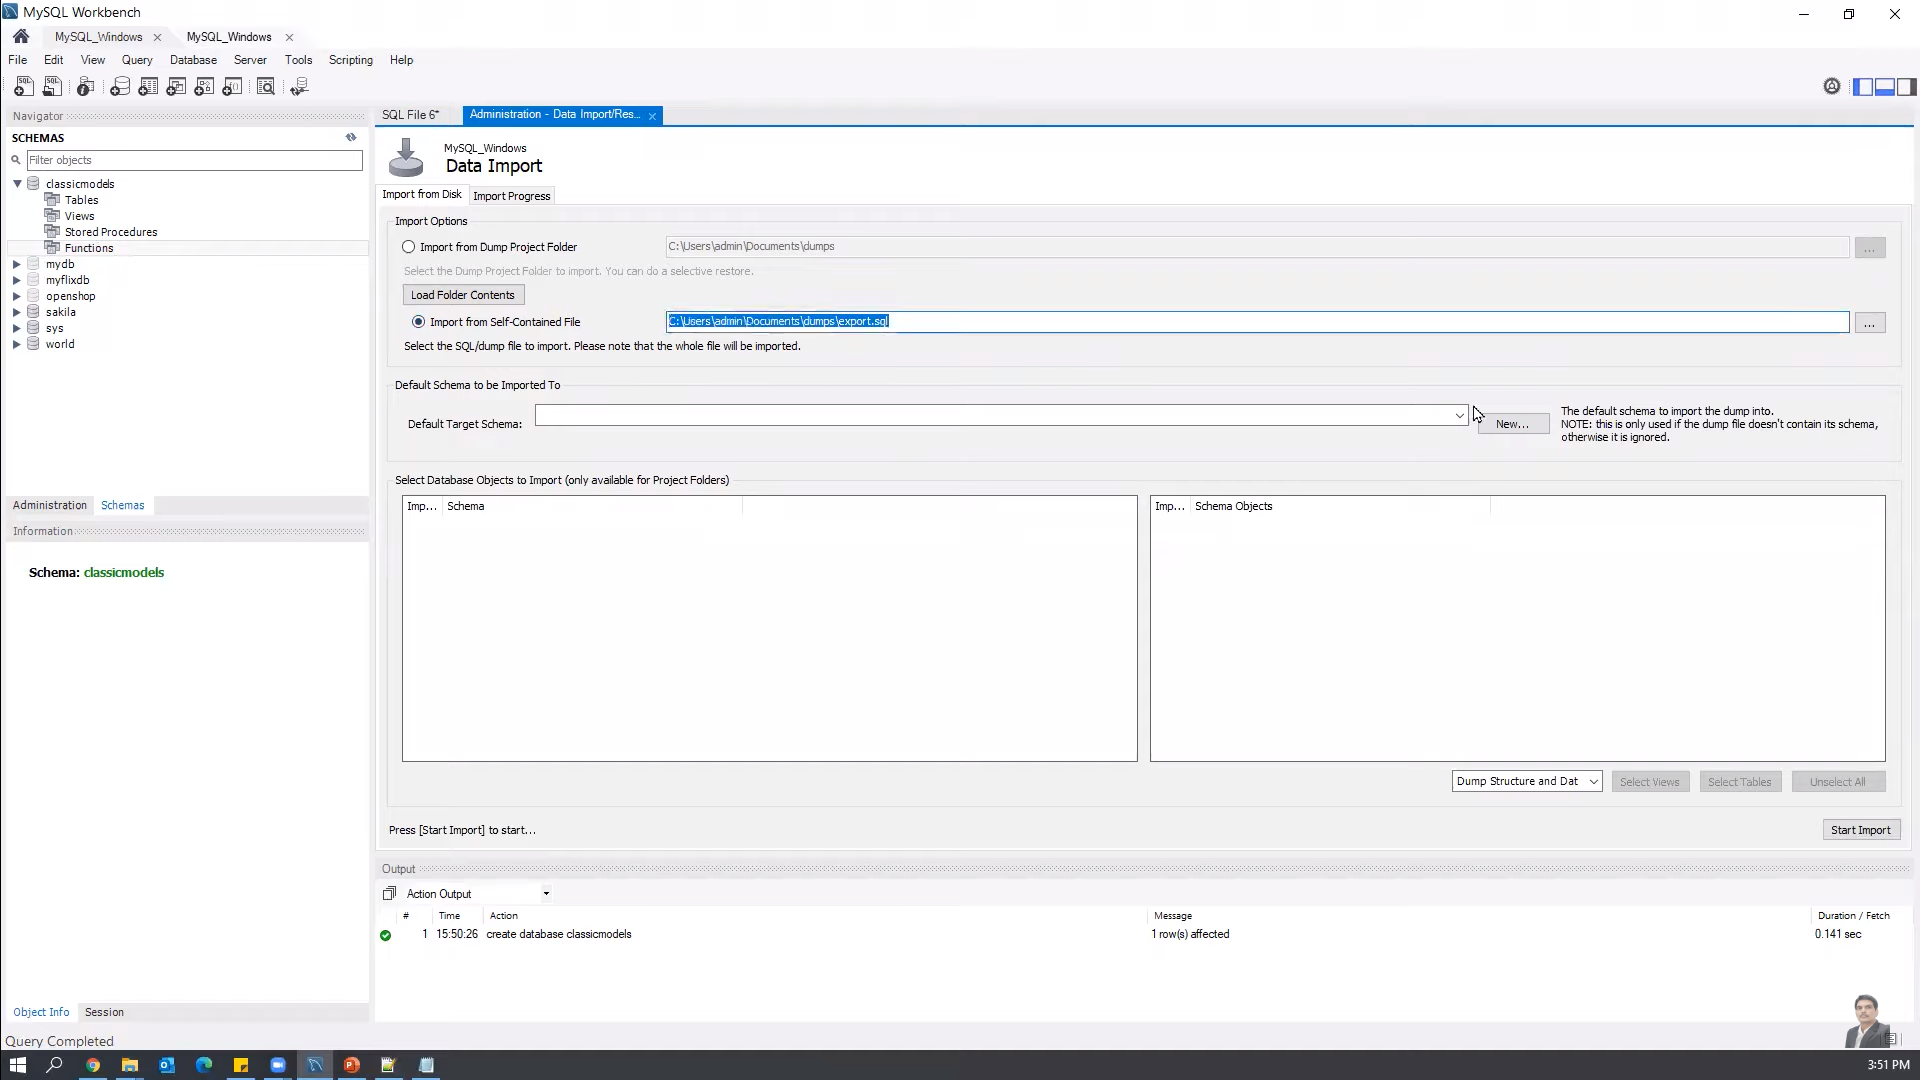 MySQL Workbench
MySQL_Windows
MySQL_Windows
File Edit View Query Database Server Tools Scripting Help
Navigator
SCHEMAS
Filter objects
classicmodels
Tables
Views
Stored Procedures
Functions
mydb
myflixdb
openshop
sakila
sys
world
Administration Schemas
Information
Schema: classicmodels
Object Info Session
Query Completed
SQL File 6*
Administration - Data Import/Res...
MySQL_Windows
Data Import
Import from Disk Import Progress
Import Options
Import from Dump Project Folder C:\Users\admin\Documents\dumps ...
Select the Dump Project Folder to import. You can do a selective restore.
Load Folder Contents
Import from Self-Contained File C:\Users\admin\Documents\dumps\export.sql ...
Select the SQL/dump file to import. Please note that the whole file will be imported.
Default Schema to be Imported To
Default Target Schema: New...
The default schema to import the dump into.
NOTE: this is only used if the dump file doesn't contain its schema,
otherwise it is ignored.
Select Database Objects to Import (only available for Project Folders)
Imp... Schema
Imp... Schema Objects
Dump Structure and Dat Select Views Select Tables Unselect All
Press [Start Import] to start...
Start Import
Output
Action Output
# Time Action Message Duration / Fetch
1 15:50:26 create database classicmodels 1 row(s) affected 0.141 sec
3:51 PM